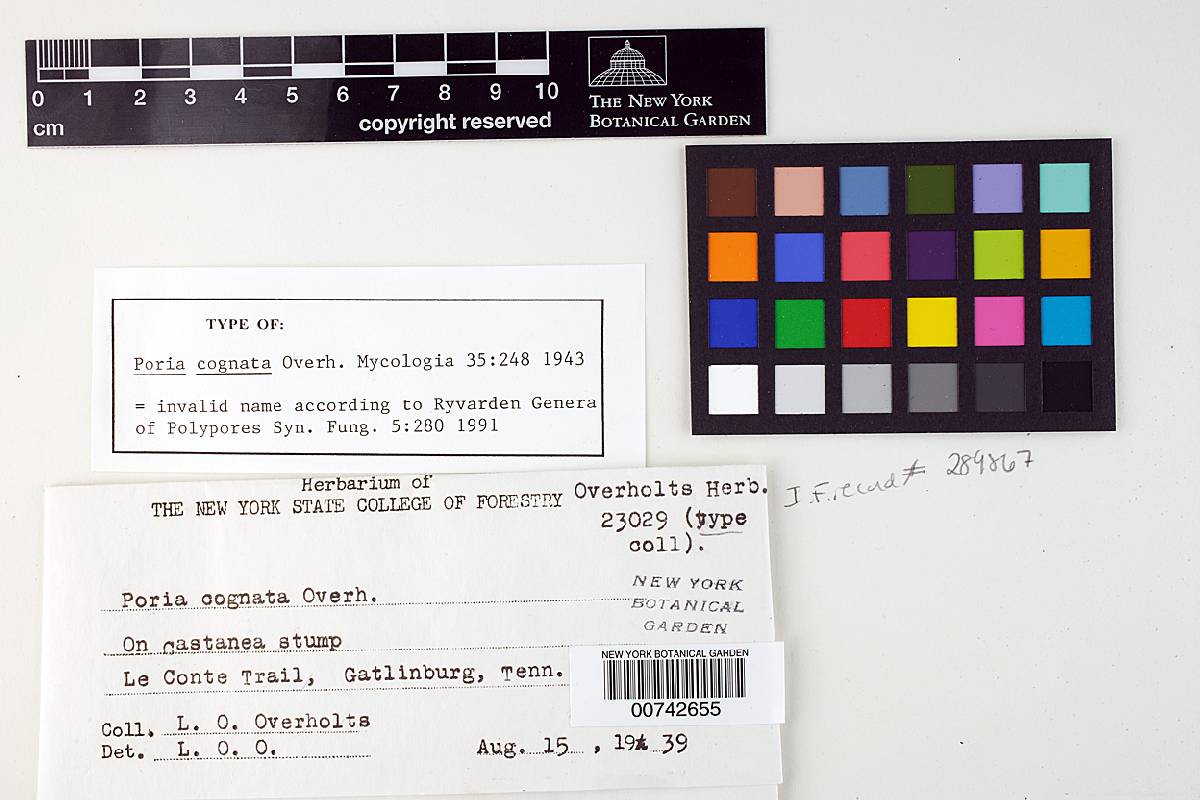 0 1 2 3 4 5 6 7 8 9 10
cm
copyright reserved
THE NEW YORK
BOTANICAL GARDEN
TYPE OF:
Poria cognata Overh. Mycologia 35:248 1943
= invalid name according to Ryvarden Genera
of Polypores Syn. Fung. 5:280 1991
I.F. record # 289867
Herbarium of
THE NEW YORK STATE COLLEGE OF FORESTRY
Overholts Herb.
23029 (type
coll).
NEW YORK
BOTANICAL
GARDEN
Poria cognata Overh.
On castanea stump
Le Conte Trail, Gatlinburg, Tenn.
NEW YORK BOTANICAL GARDEN
00742655
Coll. L. O. Overholts
Det. L. O. O.
Aug. 15 , 19 39